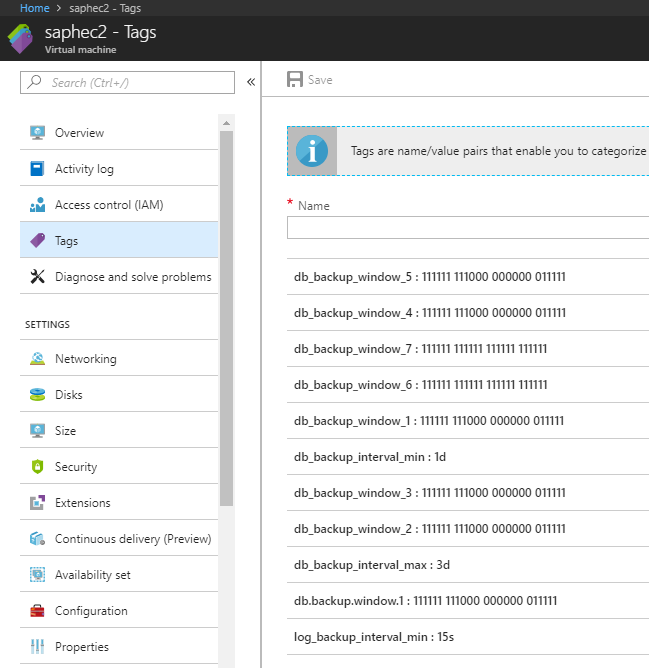 Home > saphec2 - Tags
saphec2 - Tags
Virtual machine
Search (Ctrl+/)
«
Overview
Activity log
Access control (IAM)
Tags
Diagnose and solve problems
SETTINGS
Networking
Disks
Size
Security
Extensions
Continuous delivery (Preview)
Availability set
Configuration
Properties
Save
Tags are name/value pairs that enable you to categorize
* Name
db_backup_window_5 : 111111 111000 000000 011111
db_backup_window_4 : 111111 111000 000000 011111
db_backup_window_7 : 111111 111111 111111 111111
db_backup_window_6 : 111111 111111 111111 111111
db_backup_window_1 : 111111 111000 000000 011111
db_backup_interval_min : 1d
db_backup_window_3 : 111111 111000 000000 011111
db_backup_window_2 : 111111 111000 000000 011111
db_backup_interval_max : 3d
db.backup.window.1 : 111111 111000 000000 011111
log_backup_interval_min : 15s